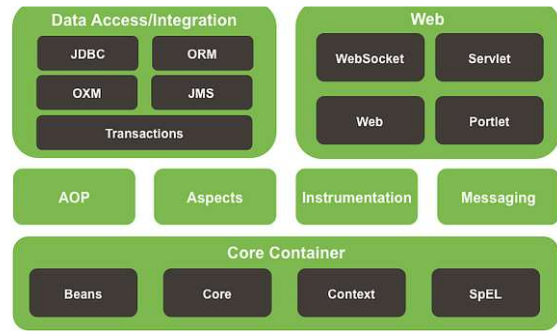 Data Access/Integration
JDBC
ORM
OXM
JMS
Transactions
Web
WebSocket
Servlet
Web
Portlet
AOP
Aspects
Instrumentation
Messaging
Core Container
Beans
Core
Context
SpEL